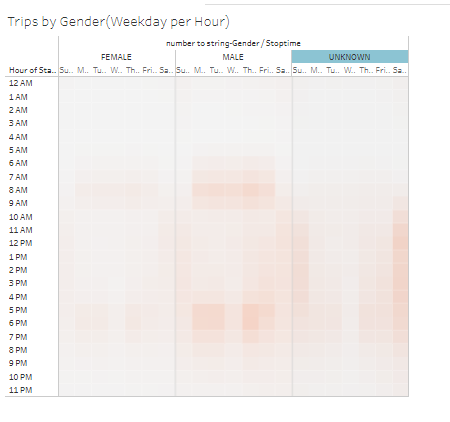 Trips by Gender(Weekday per Hour)
number to string-Gender / Stoptime
FEMALE MALE UNKNOWN
Hour of Sta.. Su.. M.. Tu.. W.. Th.. Fri.. Sa.. Su.. M.. Tu.. W.. Th.. Fri.. Sa.. Su.. M.. Tu.. W.. Th.. Fri.. Sa..
12 AM
1 AM
2 AM
3 AM
4 AM
5 AM
6 AM
7 AM
8 AM
9 AM
10 AM
11 AM
12 PM
1 PM
2 PM
3 PM
4 PM
5 PM
6 PM
7 PM
8 PM
9 PM
10 PM
11 PM